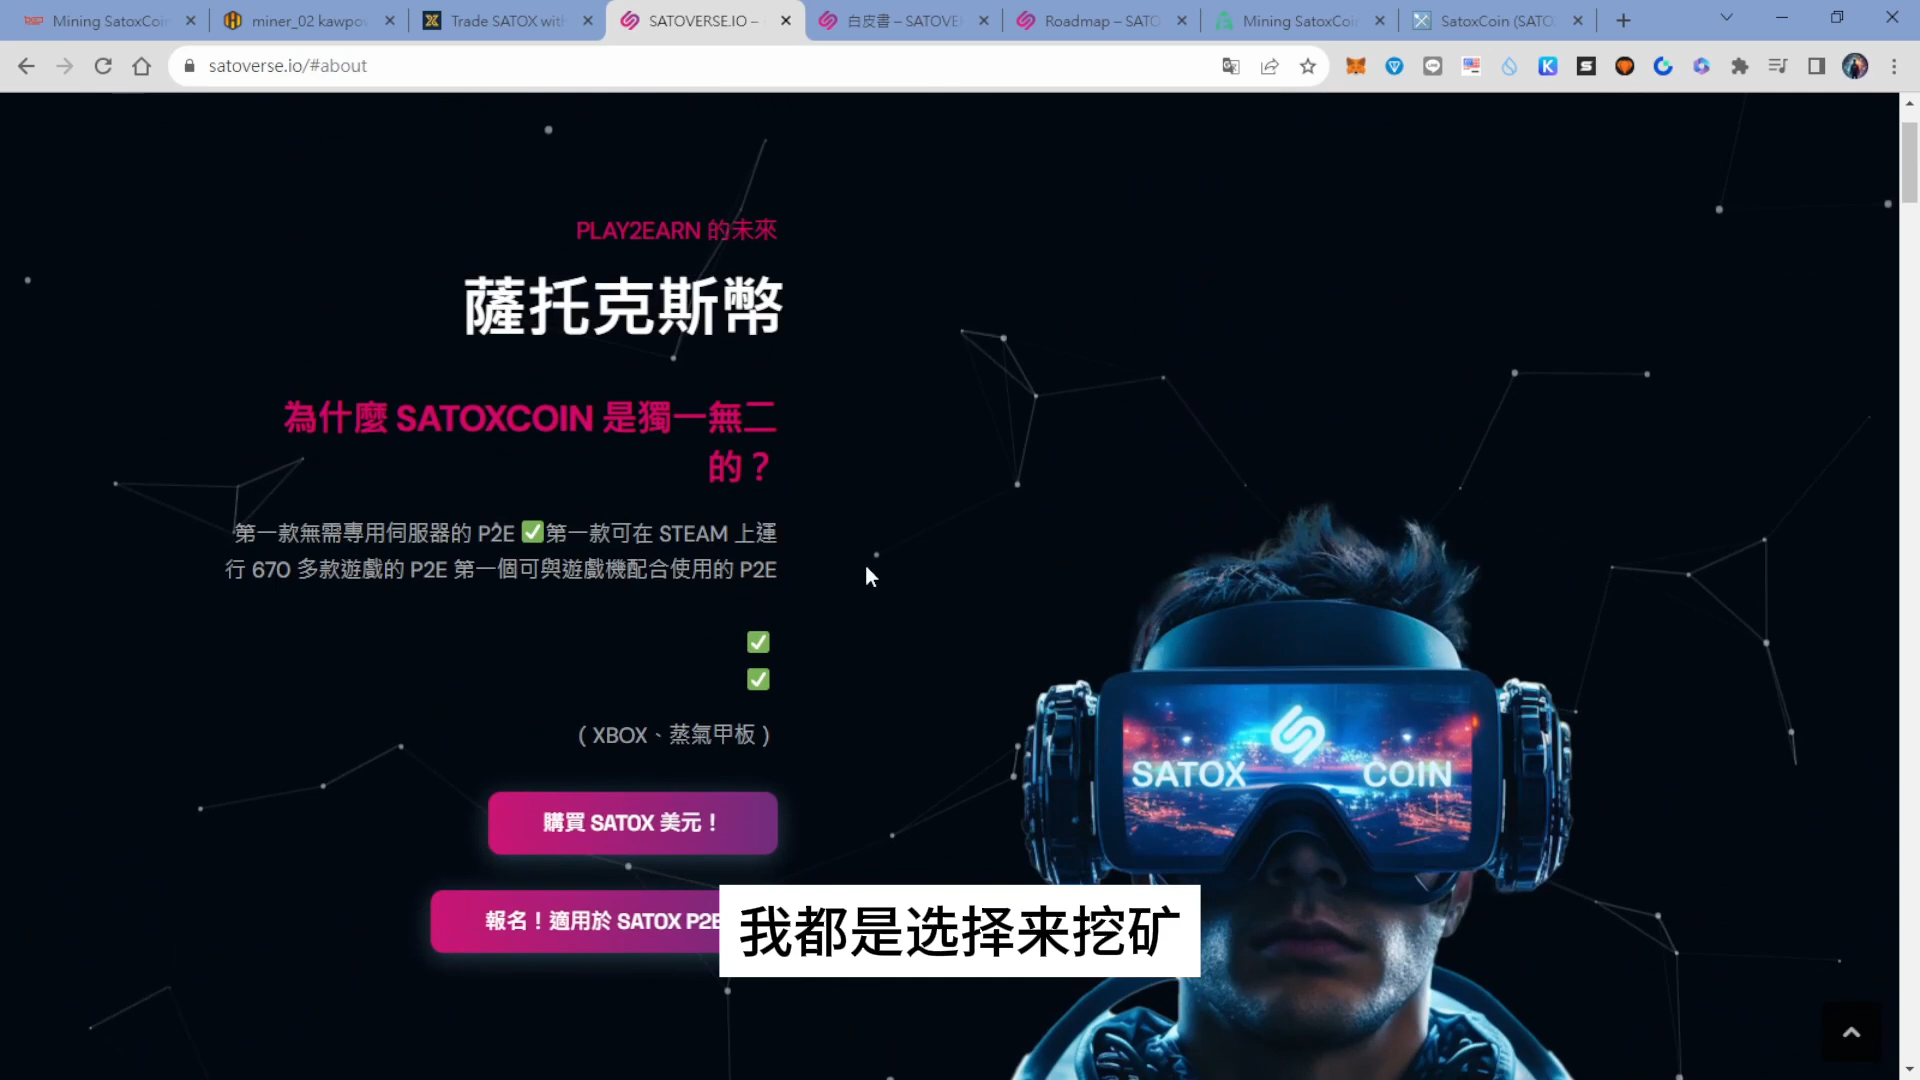 Mining SatoxCoin
miner_02 kawpow
Trade SATOX with
SATOVERSE.IO –
白皮書 – SATOVE
Roadmap – SATO
Mining SatoxCoin
SatoxCoin (SATO
satoverse.io/#about
PLAY2EARN 的未來
薩托克斯幣
為什麼 SATOXCOIN 是獨一無二
的？
第一款無需專用伺服器的 P2E ✅第一款可在 STEAM 上運
行 670 多款遊戲的 P2E 第一個可與遊戲機配合使用的 P2E
✅
✅
( XBOX、蒸氣甲板 )
SATOX COIN
購買 SATOX 美元！
報名！適用於 SATOX P2E
我都是选择来挖矿